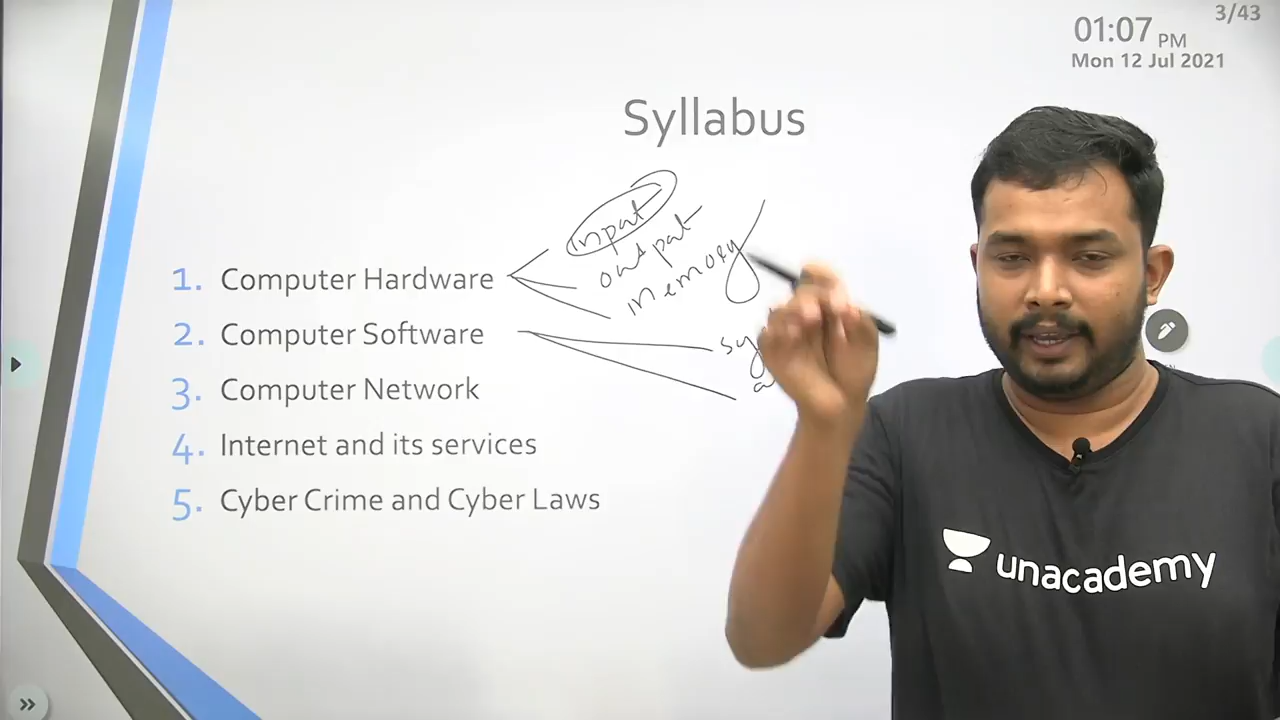 3/43
01:07 PM
Mon 12 Jul 2021
Syllabus
input
output
memory
1. Computer Hardware
2. Computer Software
3. Computer Network
4. Internet and its services
5. Cyber Crime and Cyber Laws
unacademy